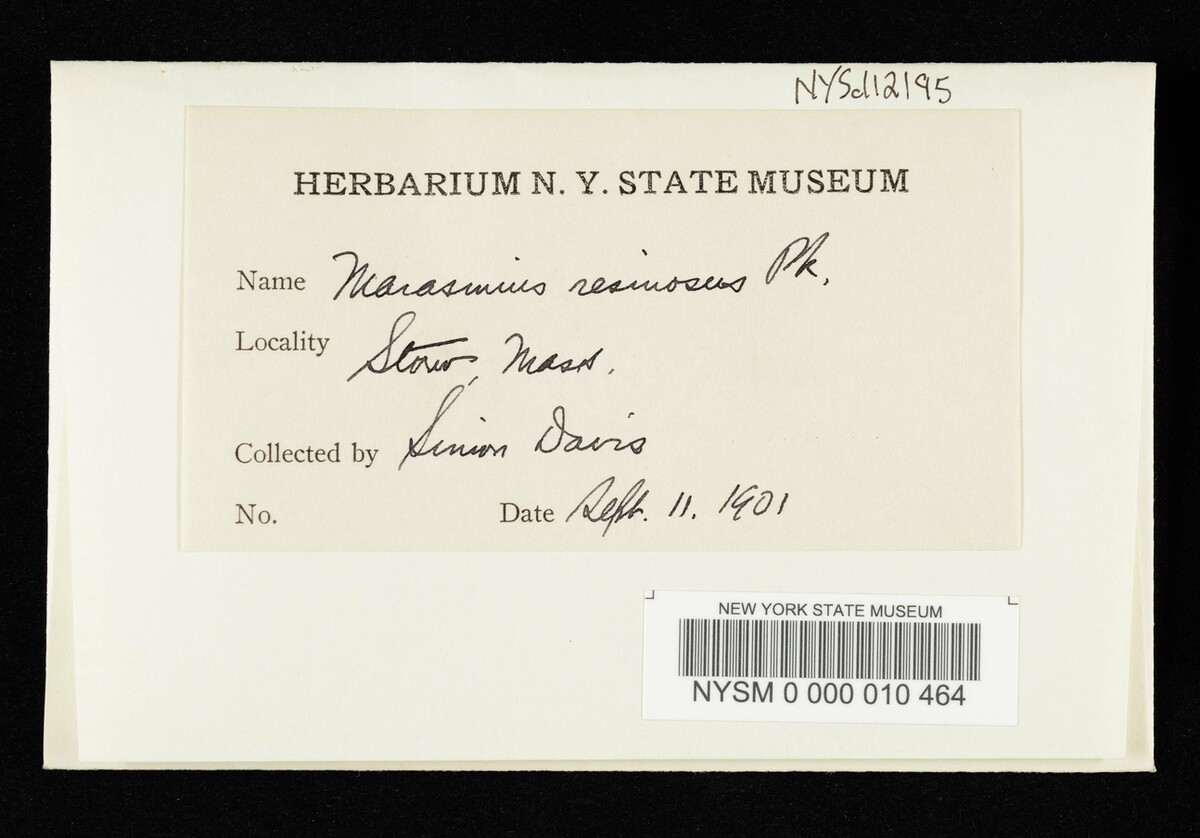 NYSd12195
HERBARIUM N. Y. STATE MUSEUM
Name Marasmius resinosus Pk.
Locality Stow, Mass.
Collected by Simon Davis
No. Date Sept. 11. 1901
NEW YORK STATE MUSEUM
NYSM 0 000 010 464